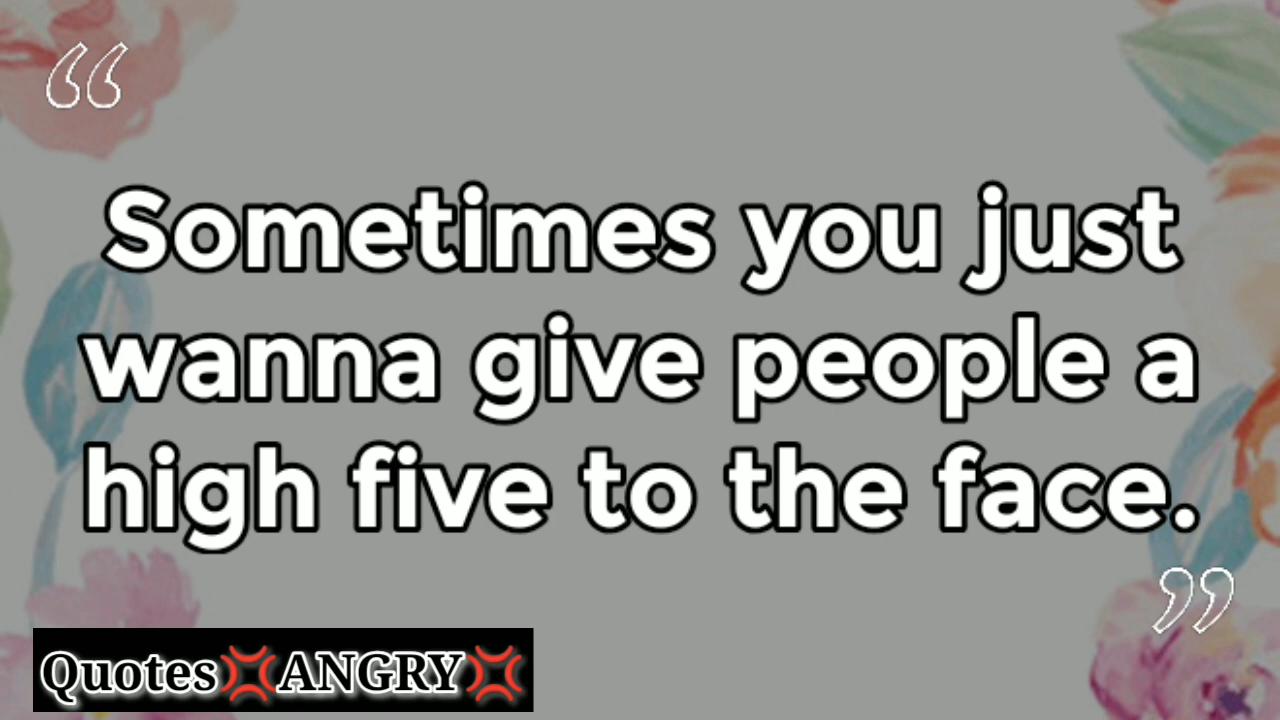 “
Sometimes you just
wanna give people a
high five to the face.
”
Quotes💢ANGRY💢